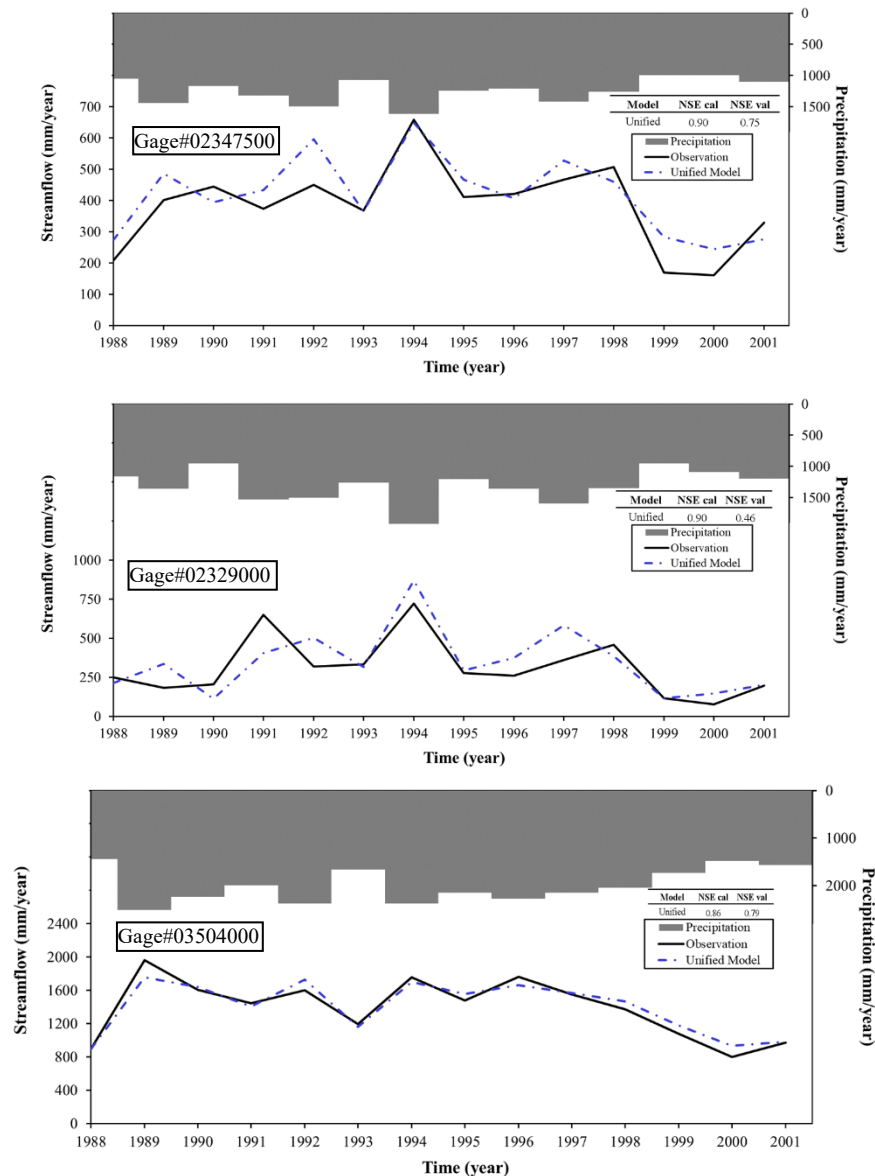 0
500
1000
1500
Precipitation (mm/year)
700
600
500
400
300
200
100
0
Streamflow (mm/year)
Gage#02347500
Model NSE cal NSE val
Unified 0.90 0.75
Precipitation
Observation
Unified Model
1988 1989 1990 1991 1992 1993 1994 1995 1996 1997 1998 1999 2000 2001
Time (year)
0
500
1000
1500
Precipitation (mm/year)
1000
750
500
250
0
Streamflow (mm/year)
Gage#02329000
Model NSE cal NSE val
Unified 0.90 0.46
Precipitation
Observation
Unified Model
1988 1989 1990 1991 1992 1993 1994 1995 1996 1997 1998 1999 2000 2001
Time (year)
0
1000
2000
Precipitation (mm/year)
2400
2000
1600
1200
800
400
0
Streamflow (mm/year)
Gage#03504000
Model NSE cal NSE val
Unified 0.86 0.79
Precipitation
Observation
Unified Model
1988 1989 1990 1991 1992 1993 1994 1995 1996 1997 1998 1999 2000 2001
Time (year)